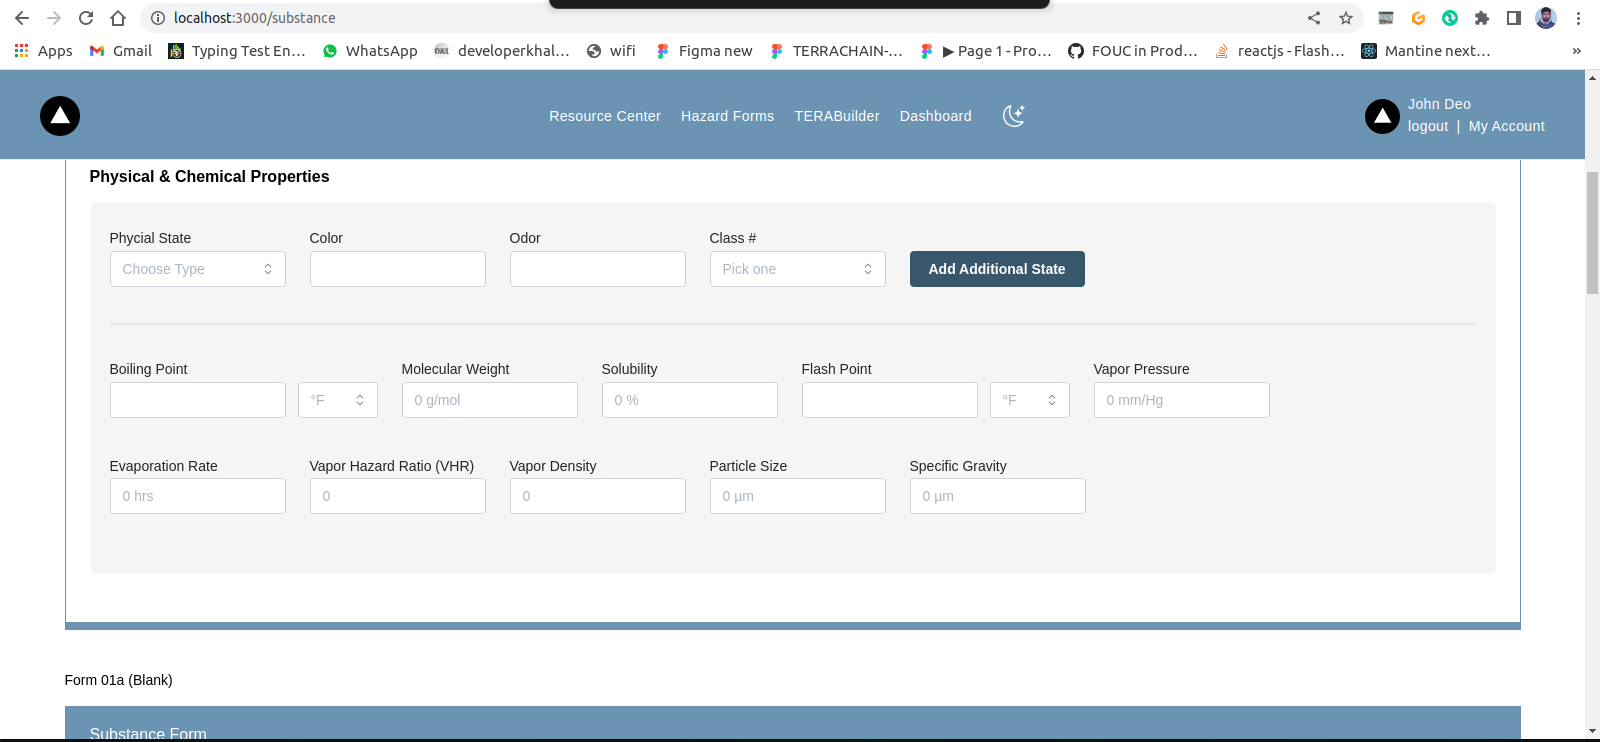 localhost:3000/substance
Apps Gmail Typing Test En... WhatsApp developerkhal... wifi Figma new TERRACHAIN-... ▶ Page 1 - Pro... FOUC in Prod... reactjs - Flash... Mantine next... »
Resource Center Hazard Forms TERABuilder Dashboard
John Deo
logout | My Account
Physical & Chemical Properties
Phycial State Color Odor Class #
Choose Type Pick one Add Additional State
Boiling Point Molecular Weight Solubility Flash Point Vapor Pressure
°F 0 g/mol 0 % °F 0 mm/Hg
Evaporation Rate Vapor Hazard Ratio (VHR) Vapor Density Particle Size Specific Gravity
0 hrs 0 0 0 µm 0 µm
Form 01a (Blank)
Substance Form